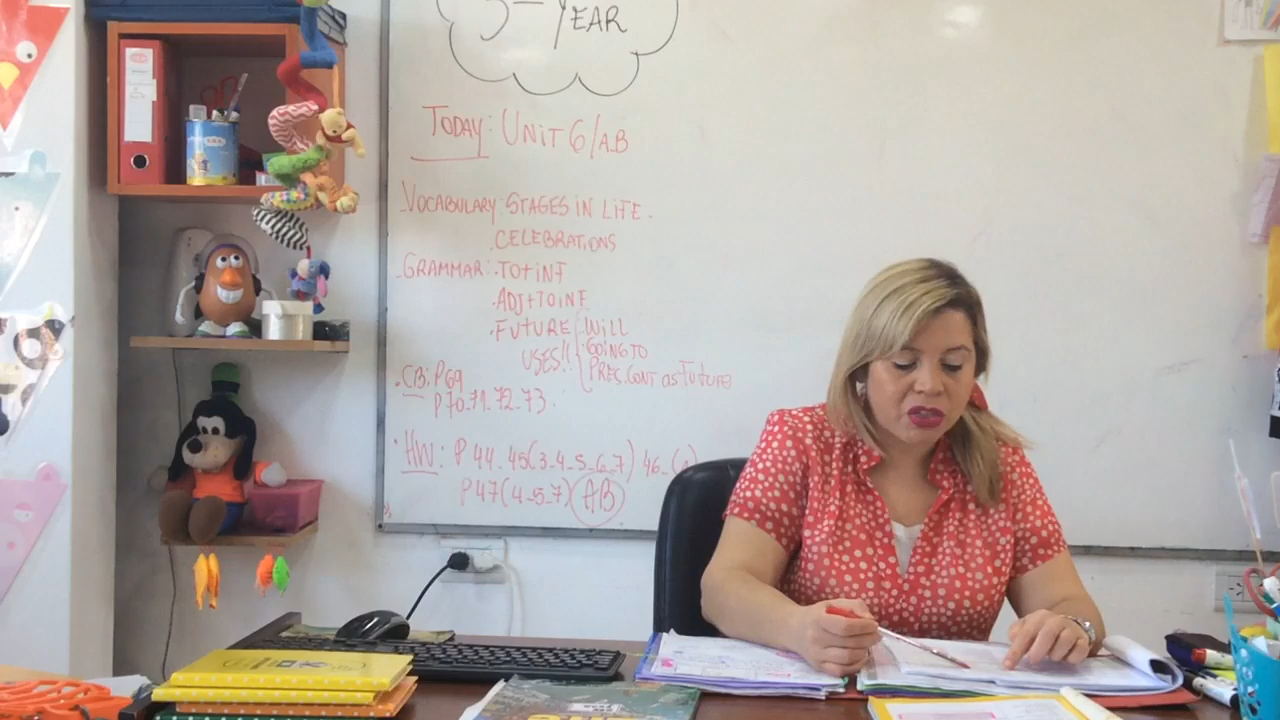 YEAR
TODAY: UNIT 6/A.B
-VOCABULARY: STAGES IN LIFE.
.CELEBRATIONS
-GRAMMAR: .TO+INF
.ADJ+TO INF
.FUTURE WILL
USES!! .GOING TO
PRES.CONT as FUTURE
.CB: P69
P70-71-72-73.
.HW: P44-45(3-4-5-6-7) 46-
P47(4-5-7) AB